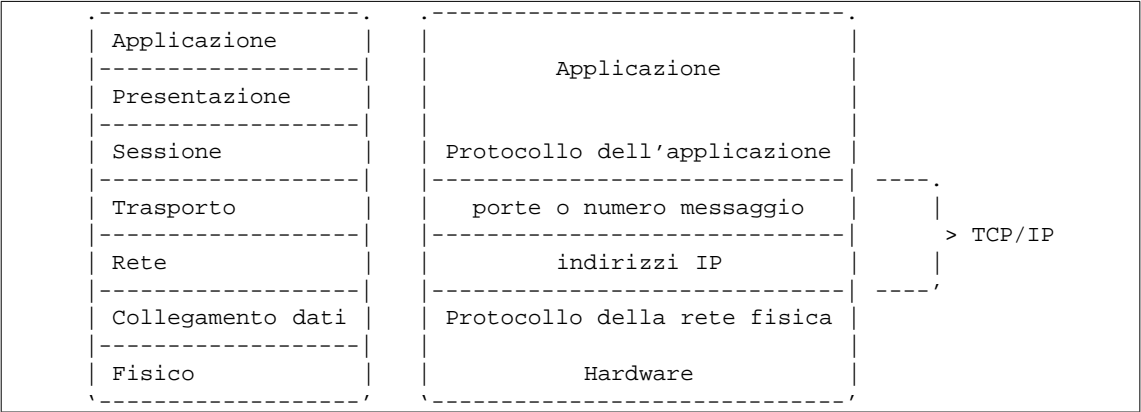 Applicazione
Applicazione
Presentazione
Sessione Protocollo dell'applicazione
Trasporto porte o numero messaggio
> TCP/IP
Rete indirizzi IP
Collegamento dati Protocollo della rete fisica
Fisico Hardware